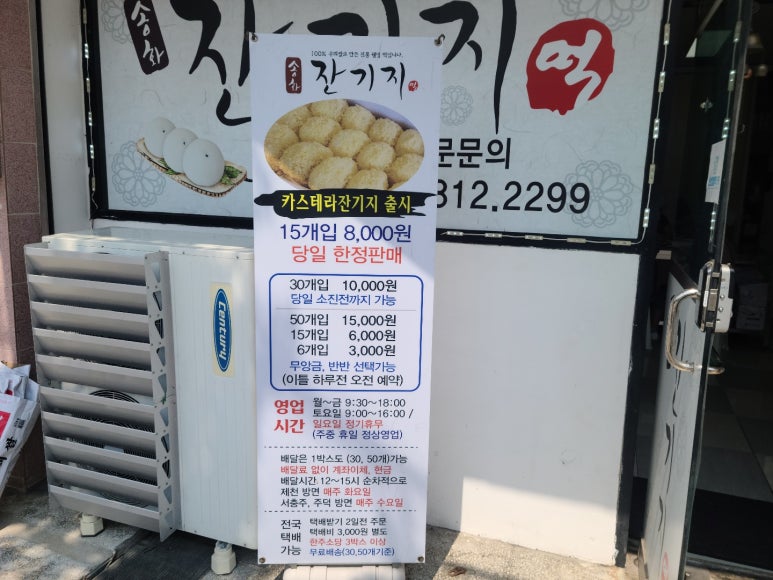 송화 잔기지 떡
문문의
812.2299
100% 우리쌀로 만든 전통 웰빙 떡입니다.
송화 잔기지 떡
카스테라잔기지 출시
15개입 8,000원
당일 한정판매
30개입 10,000원
당일 소진전까지 가능
50개입 15,000원
15개입 6,000원
6개입 3,000원
무앙금, 반반 선택가능
(이틀 하루전 오전 예약)
영업시간
월~금 9:30~18:00
토요일 9:00~16:00 /
일요일 정기휴무
(주중 휴일 정상영업)
배달은 1박스도 (30, 50개)가능
배달료 없이 계좌이체, 현금
배달시간 12~15시 순차적으로
제천 방면 매주 화요일
서충주, 주덕 방면 매주 수요일
전국택배가능
택배받기 2일전 주문
택배비 3,000원 별도
한주소당 3박스 이상
무료배송(30,50개기준)
Century